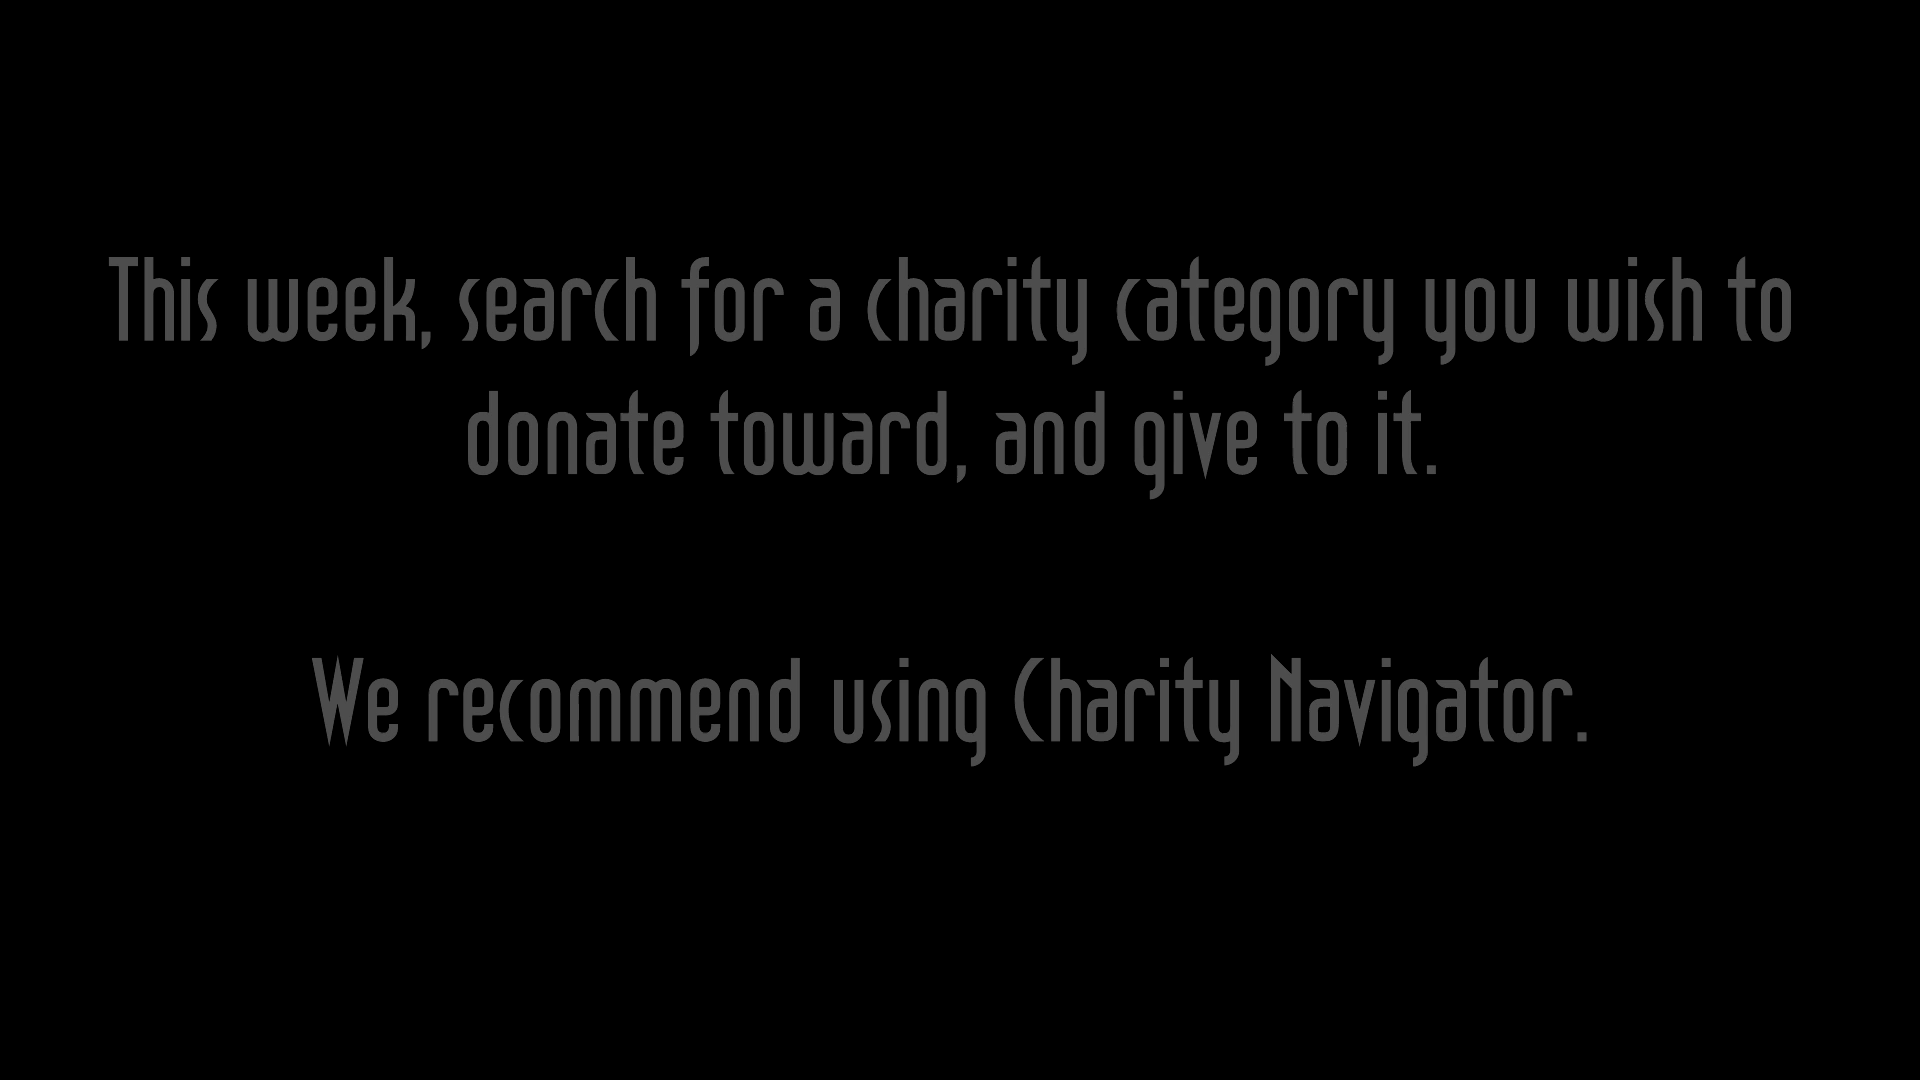 This week, search for a charity category you wish to
donate toward, and give to it.
We recommend using Charity Navigator.